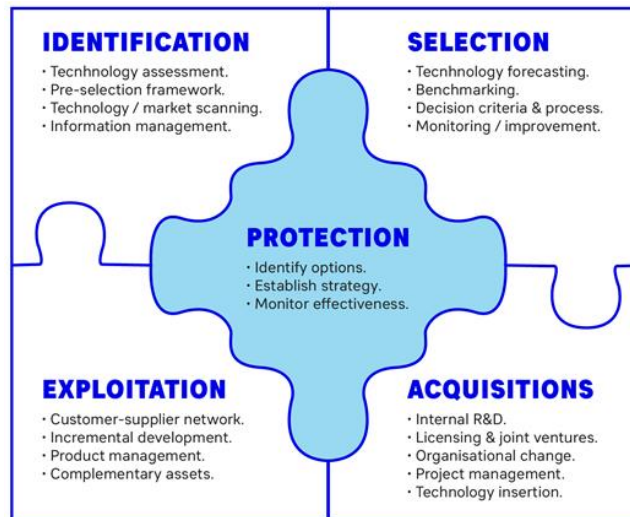 IDENTIFICATION
· Tecnhnology assessment.
· Pre-selection framework.
· Technology / market scanning.
· Information management.
SELECTION
· Tecnhnology forecasting.
· Benchmarking.
· Decision criteria & process.
· Monitoring / improvement.
PROTECTION
· Identify options.
· Establish strategy.
· Monitor effectiveness.
EXPLOITATION
· Customer-supplier network.
· Incremental development.
· Product management.
· Complementary assets.
ACQUISITIONS
· Internal R&D.
· Licensing & joint ventures.
· Organisational change.
· Project management.
· Technology insertion.